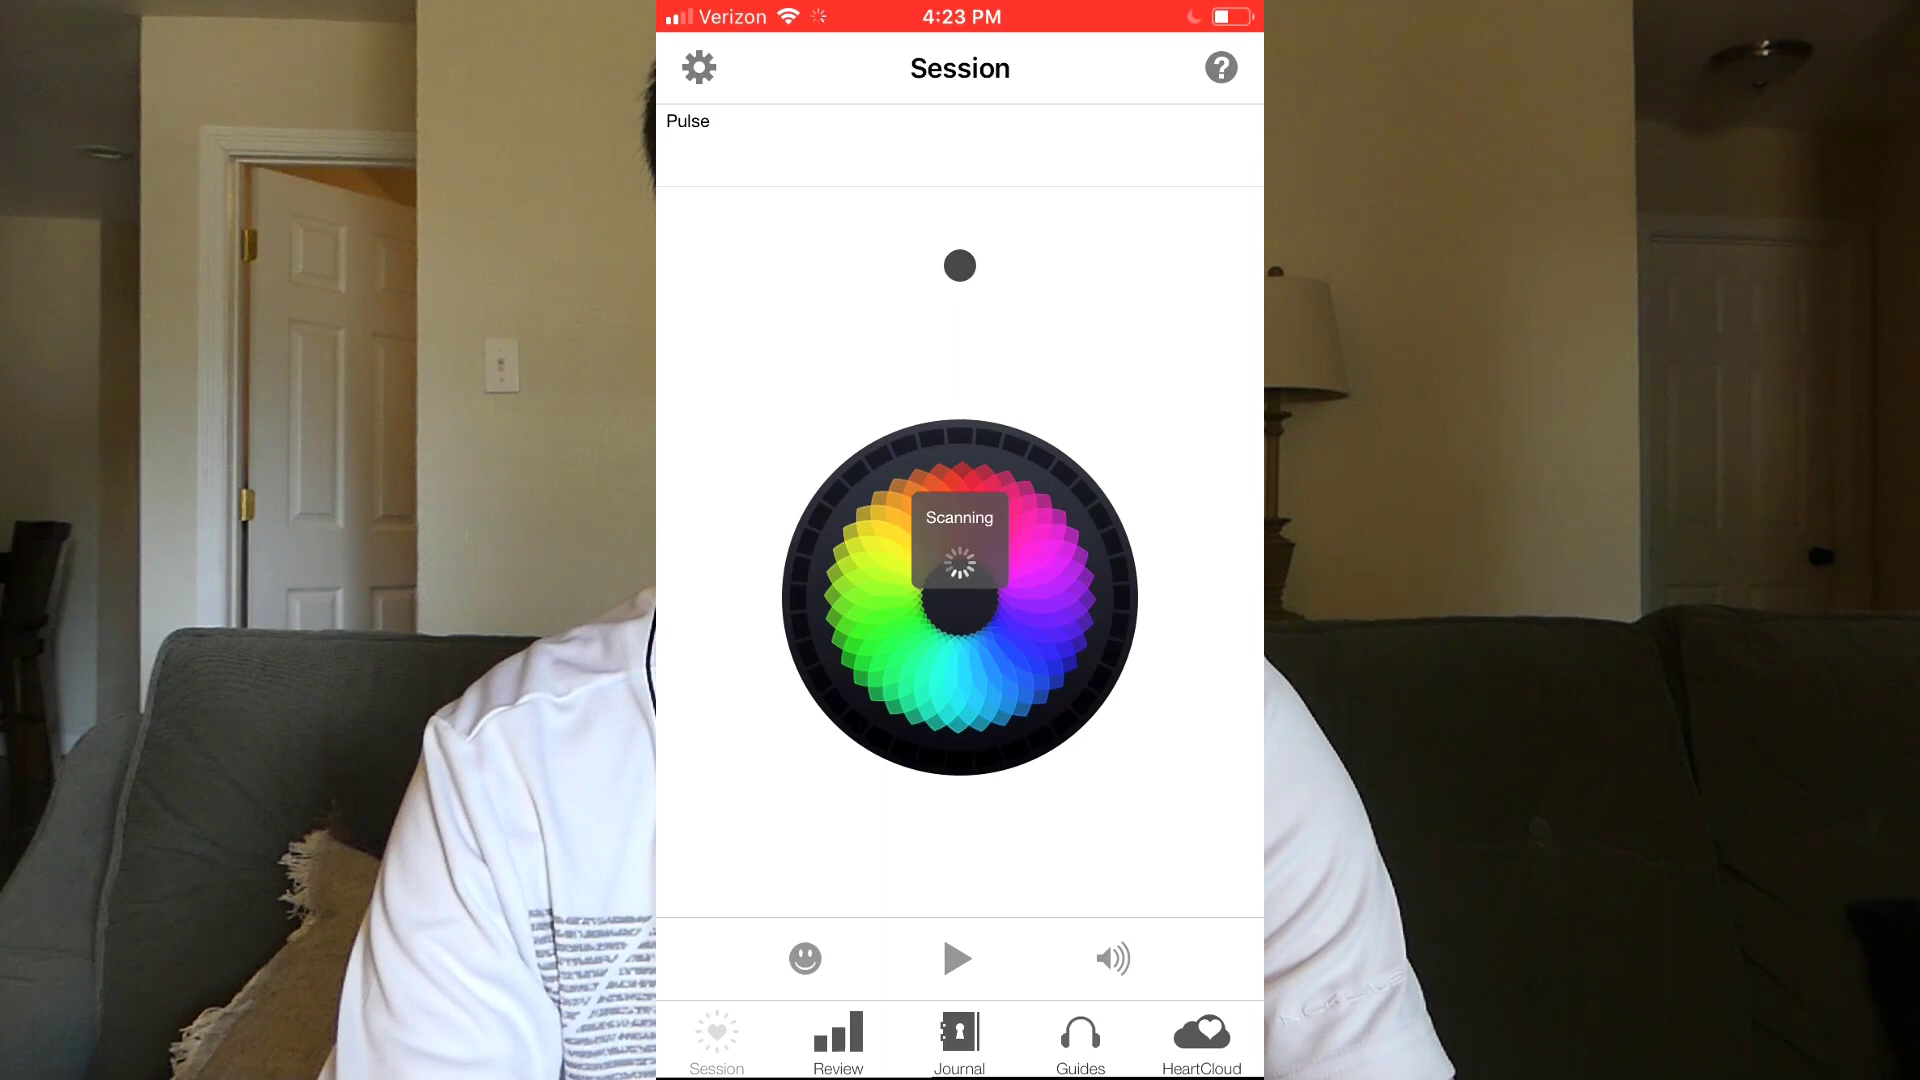 Verizon 4:23 PM
Session
Pulse
Scanning
Session Review Journal Guides HeartCloud